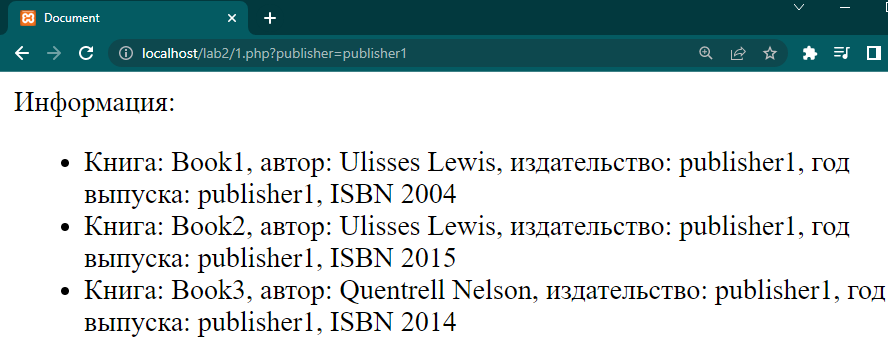 Document
localhost/lab2/1.php?publisher=publisher1
Информация:
Книга: Book1, автор: Ulisses Lewis, издательство: publisher1, год
выпуска: publisher1, ISBN 2004
Книга: Book2, автор: Ulisses Lewis, издательство: publisher1, год
выпуска: publisher1, ISBN 2015
Книга: Book3, автор: Quentrell Nelson, издательство: publisher1, год
выпуска: publisher1, ISBN 2014